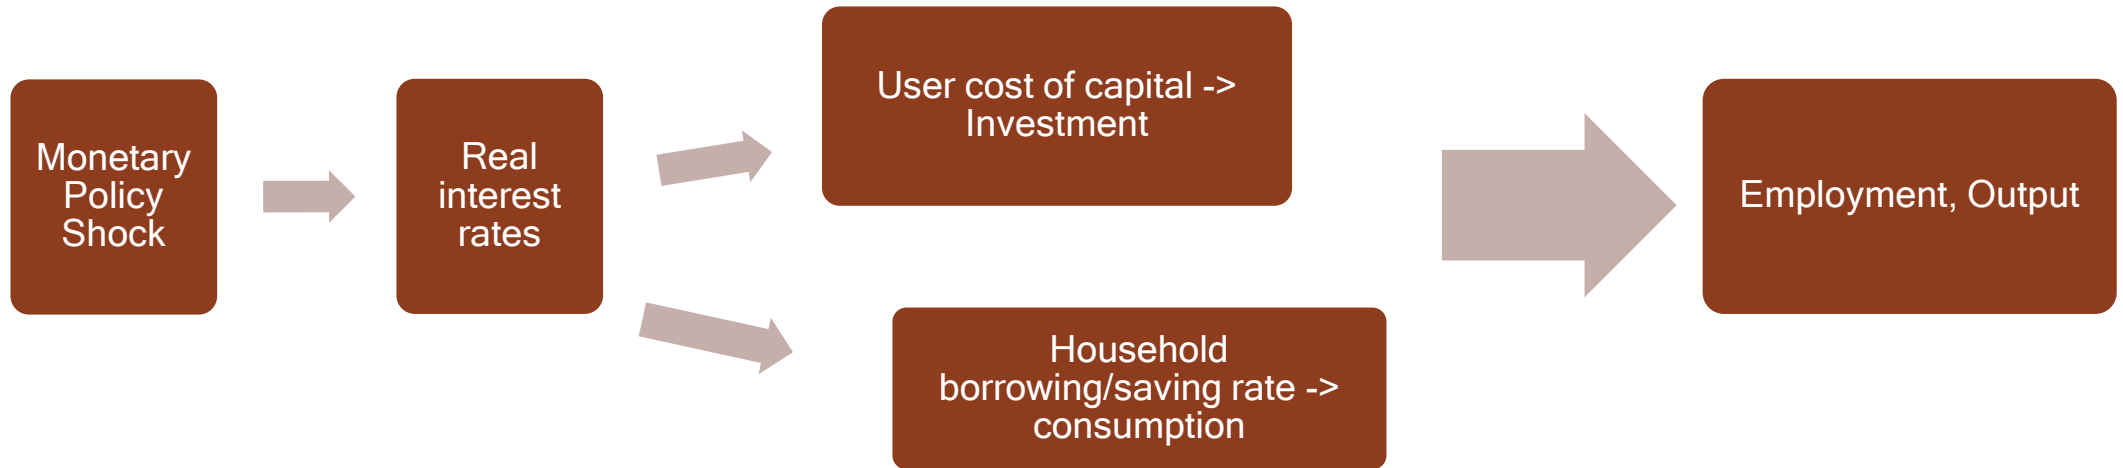 Monetary
Policy
Shock
Real
interest
rates
User cost of capital ->
Investment
Household
borrowing/saving rate ->
consumption
Employment, Output